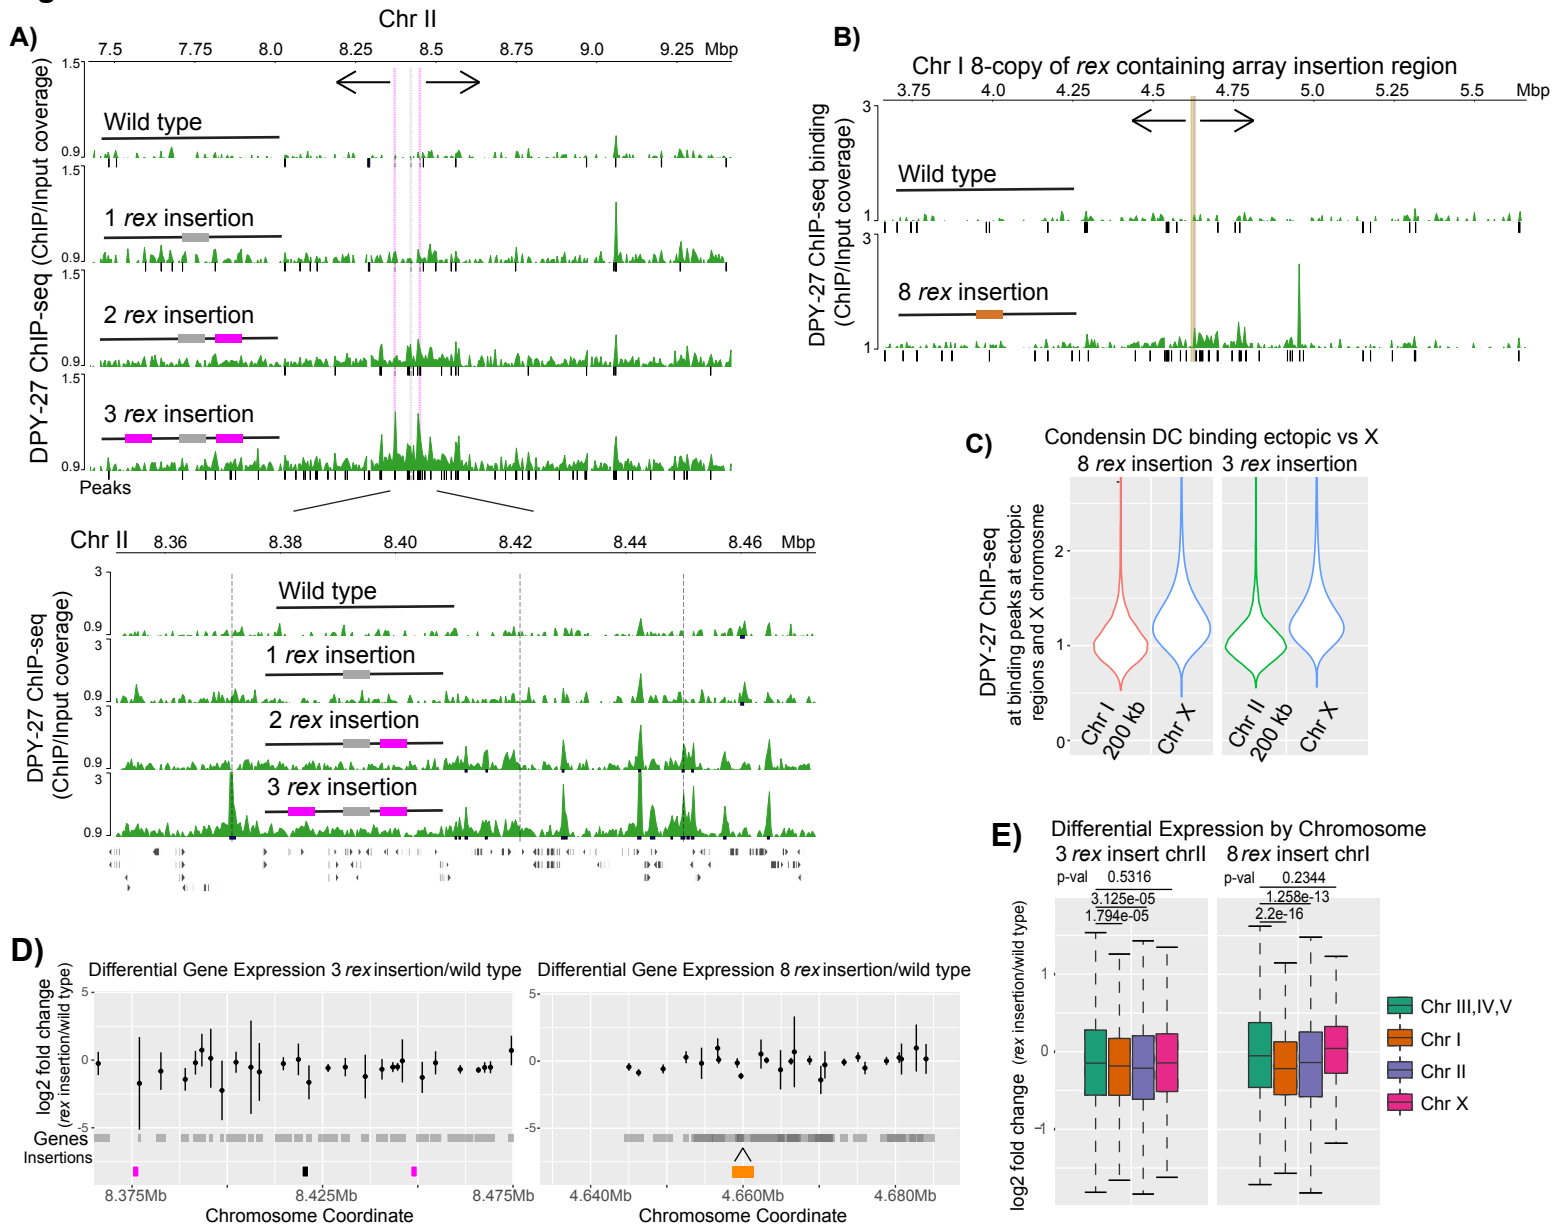 A)
Chr II
7.5 7.75 8.0 8.25 8.5 8.75 9.0 9.25 Mbp
DPY-27 ChIP-seq (ChIP/Input coverage)
1.5
Wild type
0.9
1.5
1 rex insertion
0.9
1.5
2 rex insertion
0.9
1.5
3 rex insertion
0.9
Peaks
Chr II 8.36 8.38 8.40 8.42 8.44 8.46 Mbp
DPY-27 ChIP-seq
(ChIP/Input coverage)
3
Wild type
0.9
3
1 rex insertion
0.9
3
2 rex insertion
0.9
3
3 rex insertion
0.9
B)
Chr I 8-copy of rex containing array insertion region
3.75 4.0 4.25 4.5 4.75 5.0 5.25 5.5 Mbp
DPY-27 ChIP-seq binding
(ChIP/Input coverage)
3
Wild type
1
3
8 rex insertion
1
C)
Condensin DC binding ectopic vs X
8 rex insertion 3 rex insertion
DPY-27 ChIP-seq
at binding peaks at ectopic
regions and X chromosme
2
1
0
Chr I
200 kb
Chr X
Chr II
200 kb
Chr X
D)
Differential Gene Expression 3 rex insertion/wild type
Differential Gene Expression 8 rex insertion/wild type
log2 fold change
(rex insertion/wild type)
5
0
-5
5
0
-5
Genes
Insertions
8.375Mb 8.425Mb 8.475Mb
4.640Mb 4.660Mb 4.680Mb
Chromosome Coordinate
Chromosome Coordinate
E)
Differential Expression by Chromosome
3 rex insert chrII 8 rex insert chrI
p-val 0.5316
3.125e-05
1.794e-05
p-val 0.2344
1.258e-13
2.2e-16
log2 fold change (rex insertion/wild type)
1
0
−1
Chr III,IV,V
Chr I
Chr II
Chr X